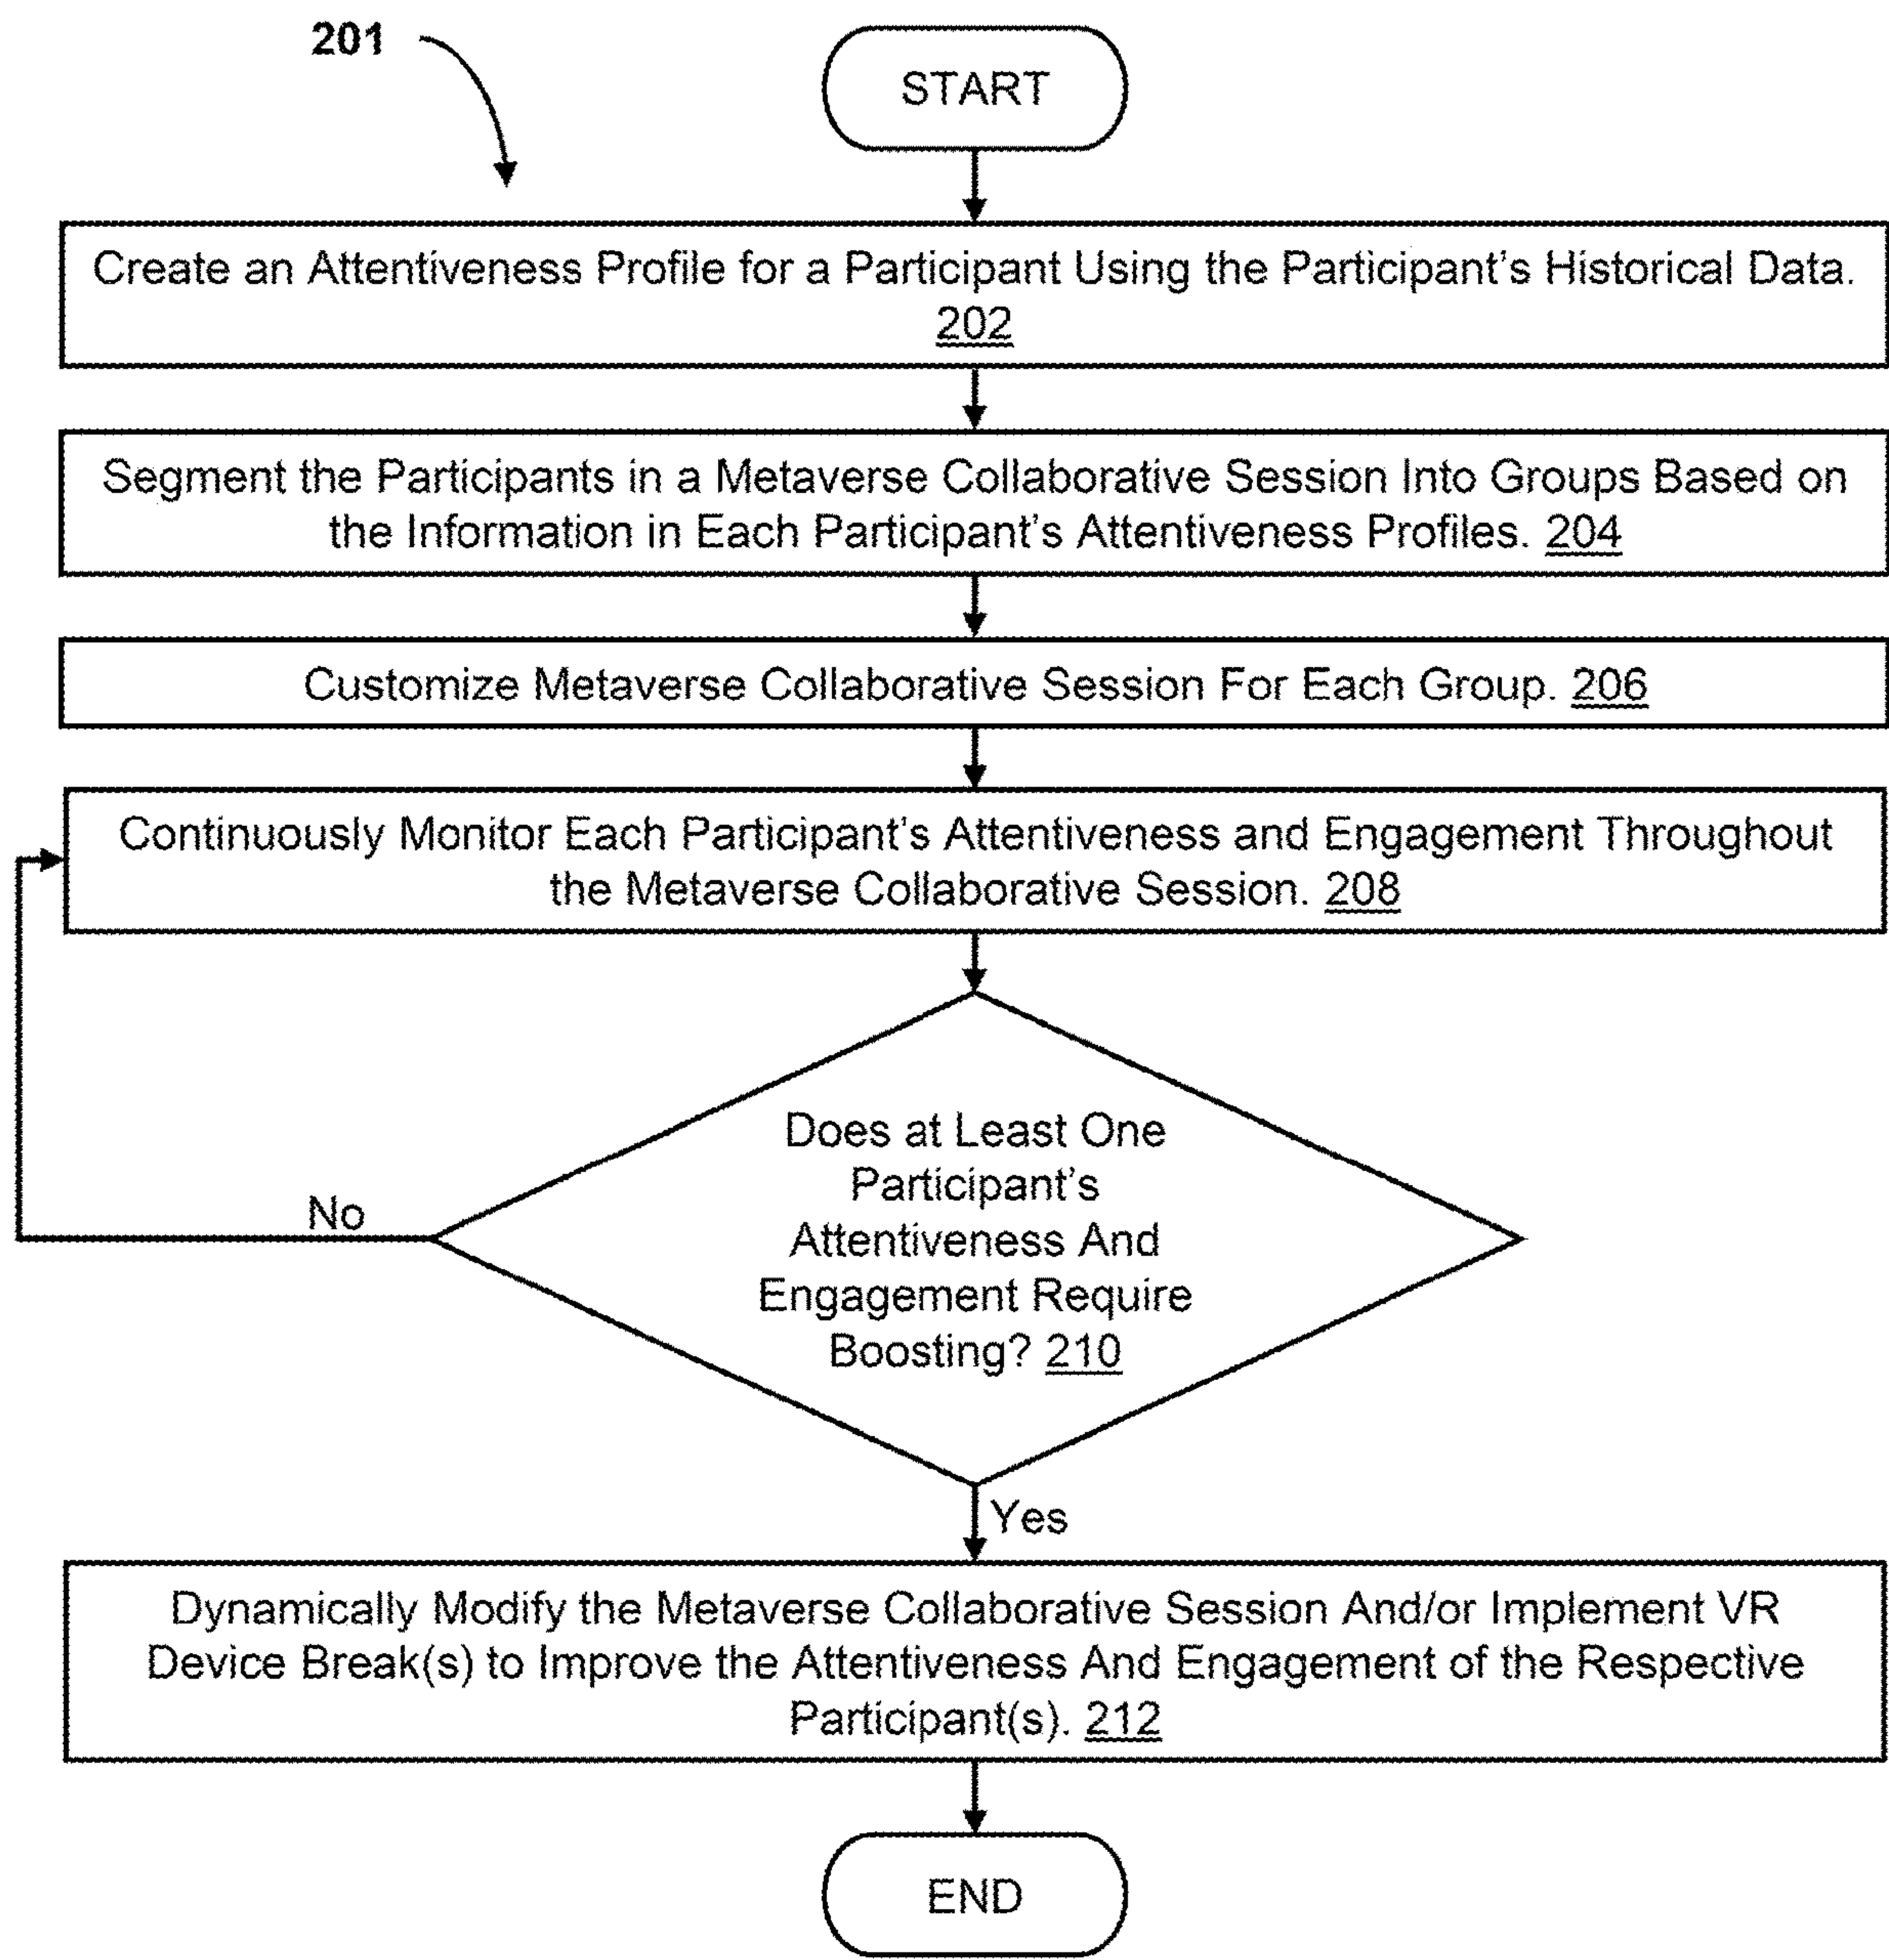 201
START
Create an Attentiveness Profile for a Participant Using the Participant's Historical Data.
202
Segment the Participants in a Metaverse Collaborative Session Into Groups Based on
the Information in Each Participant's Attentiveness Profiles. 204
Customize Metaverse Collaborative Session For Each Group. 206
Continuously Monitor Each Participant's Attentiveness and Engagement Throughout
the Metaverse Collaborative Session. 208
Does at Least One
Participant's
Attentiveness And
Engagement Require
Boosting? 210
No
Yes
Dynamically Modify the Metaverse Collaborative Session And/or Implement VR
Device Break(s) to Improve the Attentiveness And Engagement of the Respective
Participant(s). 212
END